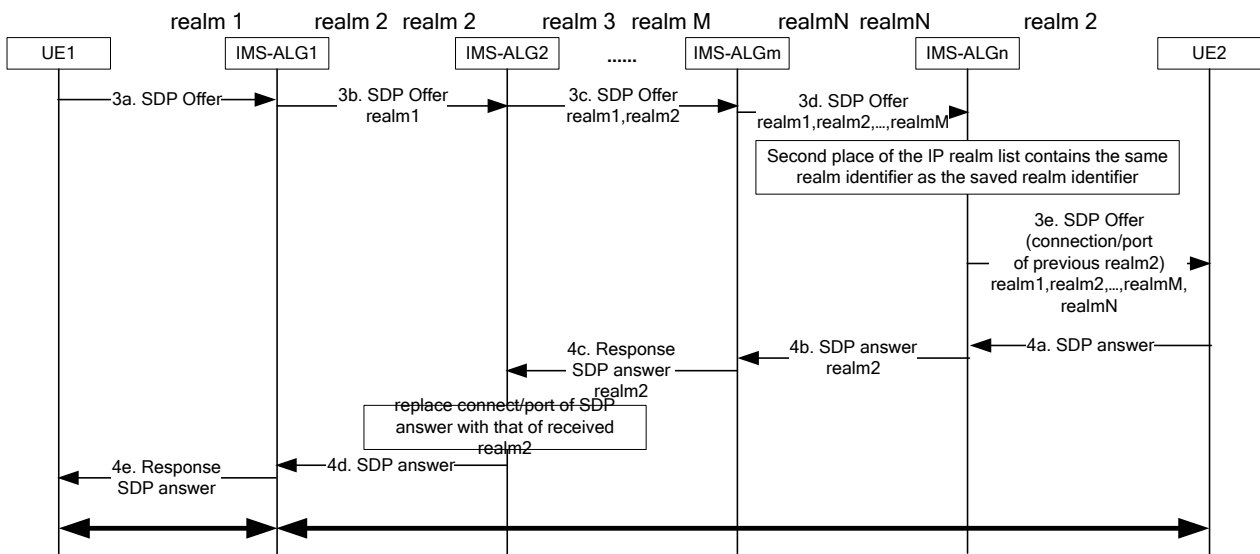 realm 1 realm 2 realm 2 realm 3 realm M realmN realmN realm 2
UE1 IMS-ALG1 IMS-ALG2 ...... IMS-ALGm IMS-ALGn UE2
3a. SDP Offer
3b. SDP Offer
realm1
3c. SDP Offer
realm1,realm2
3d. SDP Offer
realm1,realm2,...,realmM
Second place of the IP realm list contains the same
realm identifier as the saved realm identifier
3e. SDP Offer
(connection/port
of previous realm2)
realm1,realm2,...,realmM,
realmN
4a. SDP answer
4b. SDP answer
realm2
4c. Response
SDP answer
realm2
replace connect/port of SDP
answer with that of received
realm2
4d. SDP answer
4e. Response
SDP answer